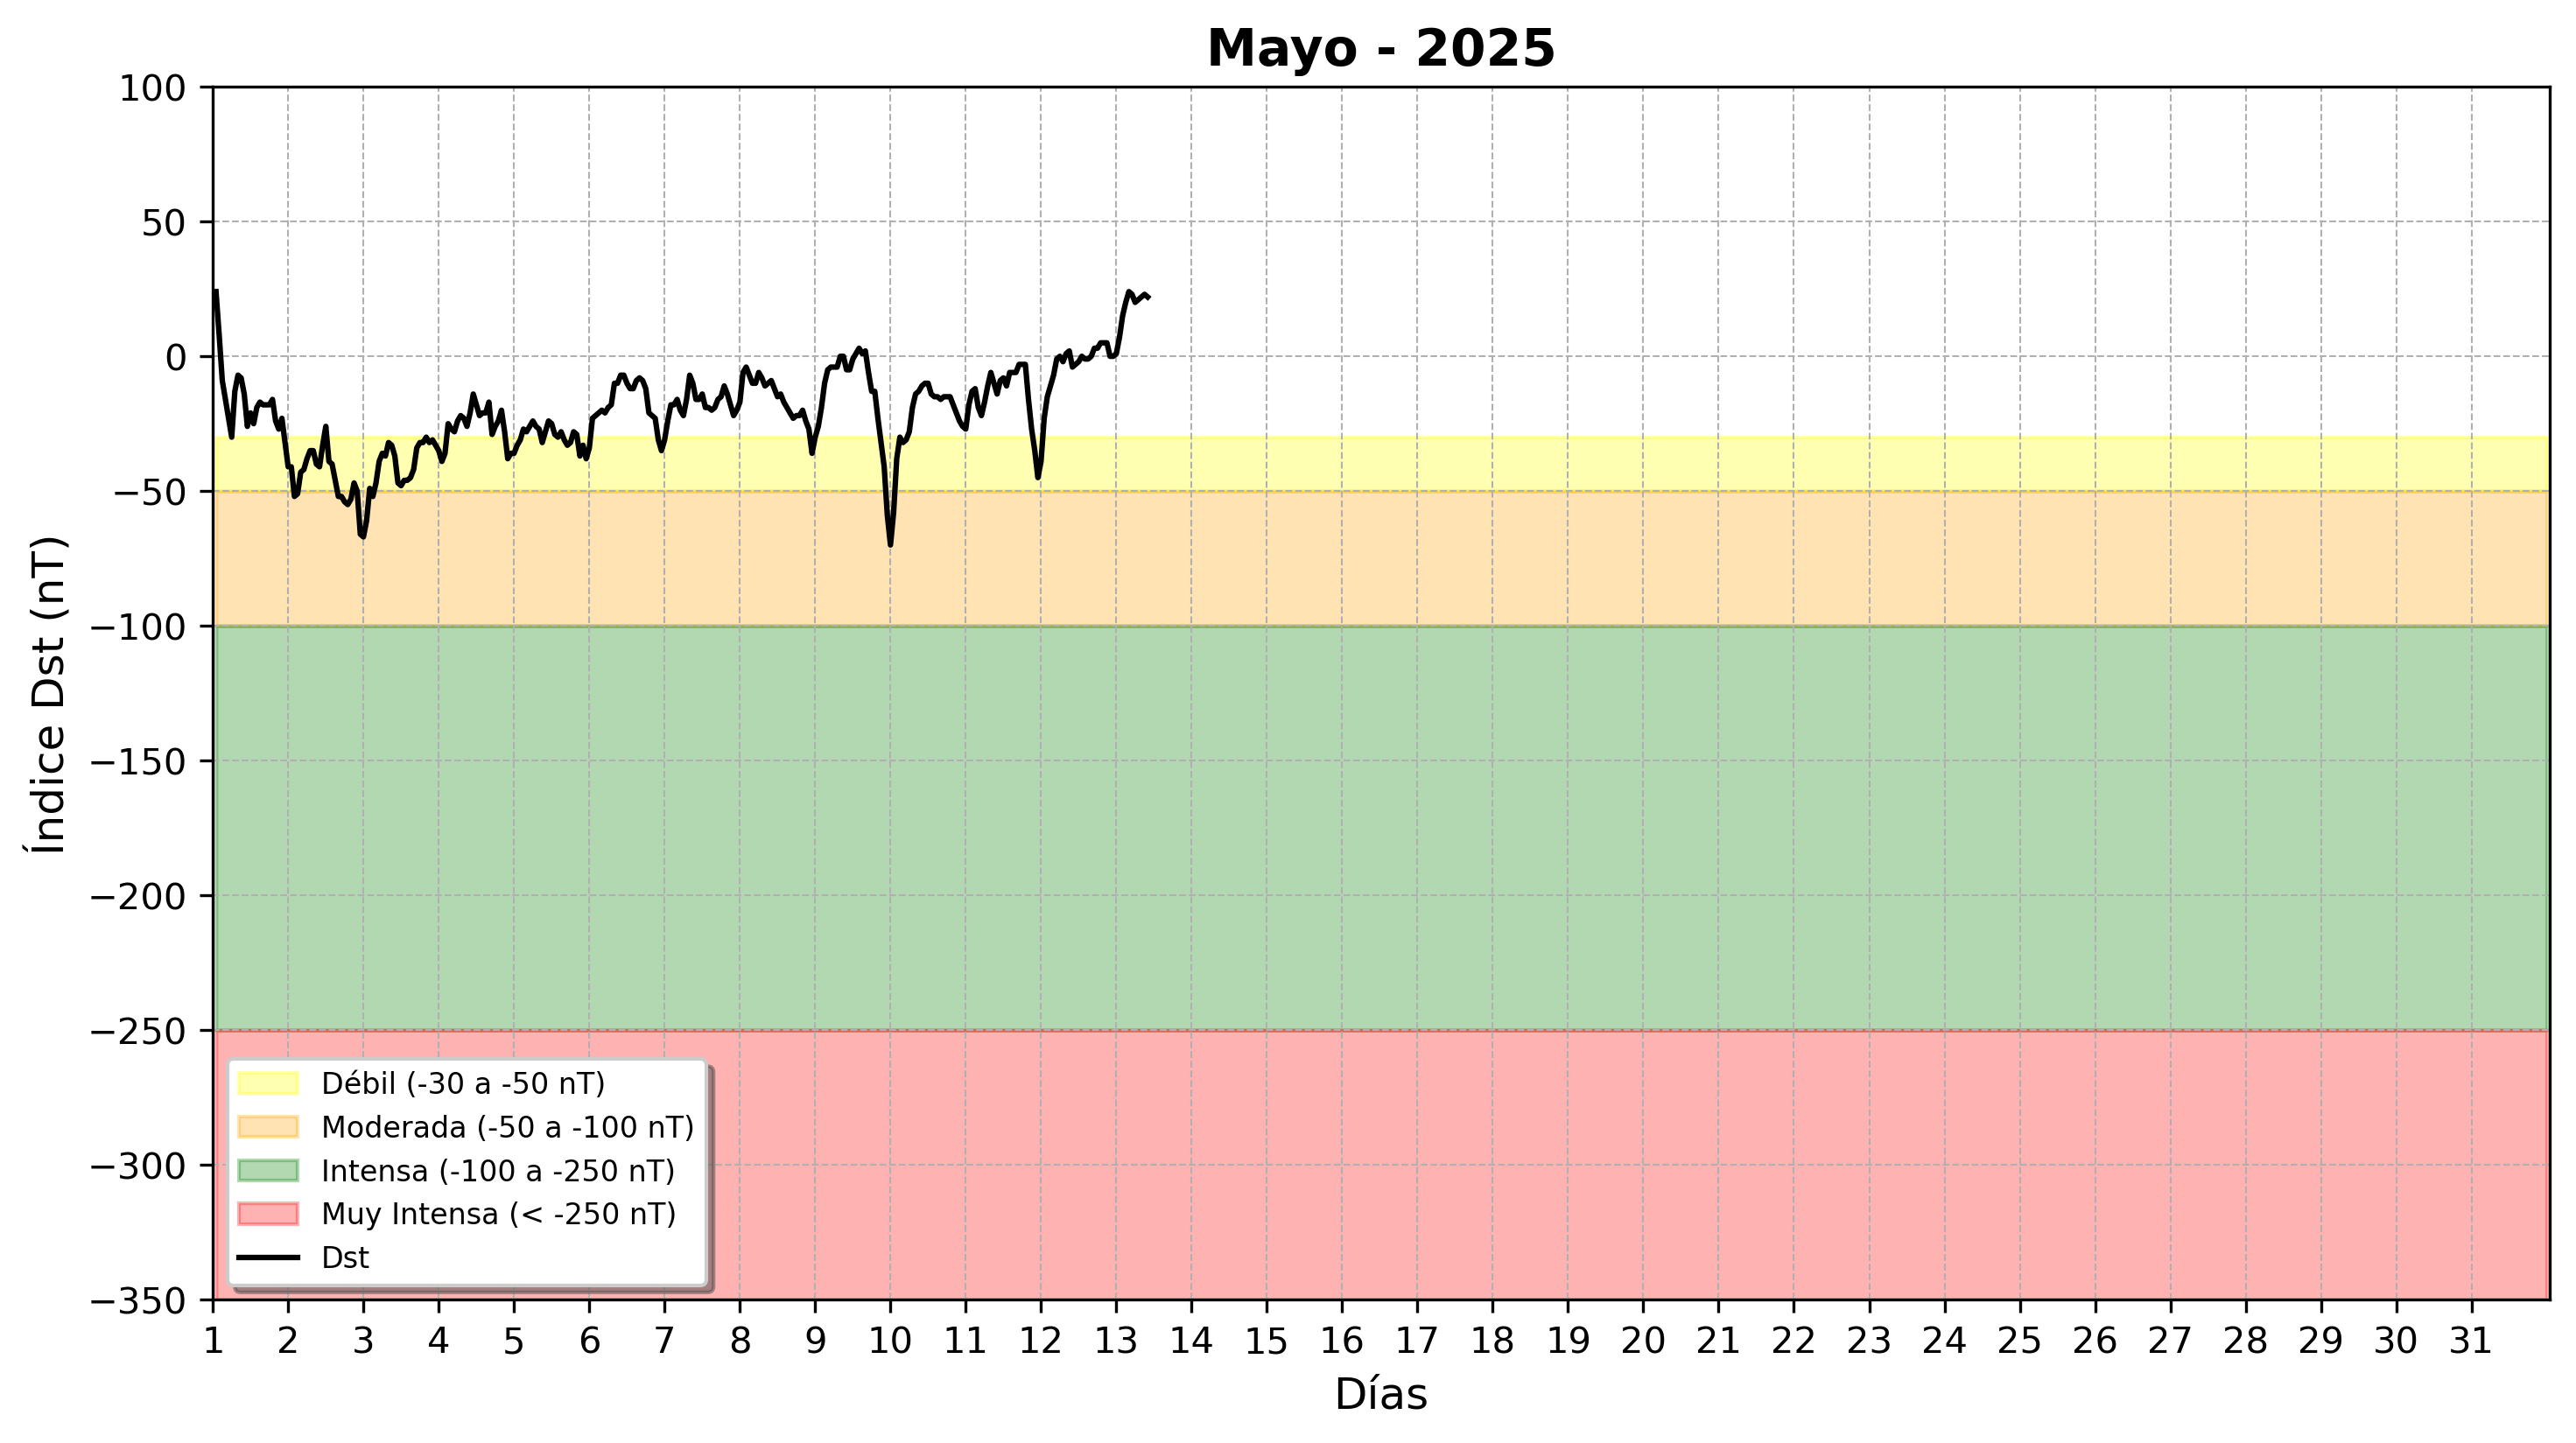 Mayo - 2025
100
50
0
−50
−100
−150
−200
−250
−300
−350
Índice Dst (nT)
Débil (-30 a -50 nT)
Moderada (-50 a -100 nT)
Intensa (-100 a -250 nT)
Muy Intensa (< -250 nT)
Dst
1 2 3 4 5 6 7 8 9 10 11 12 13 14 15 16 17 18 19 20 21 22 23 24 25 26 27 28 29 30 31
Días